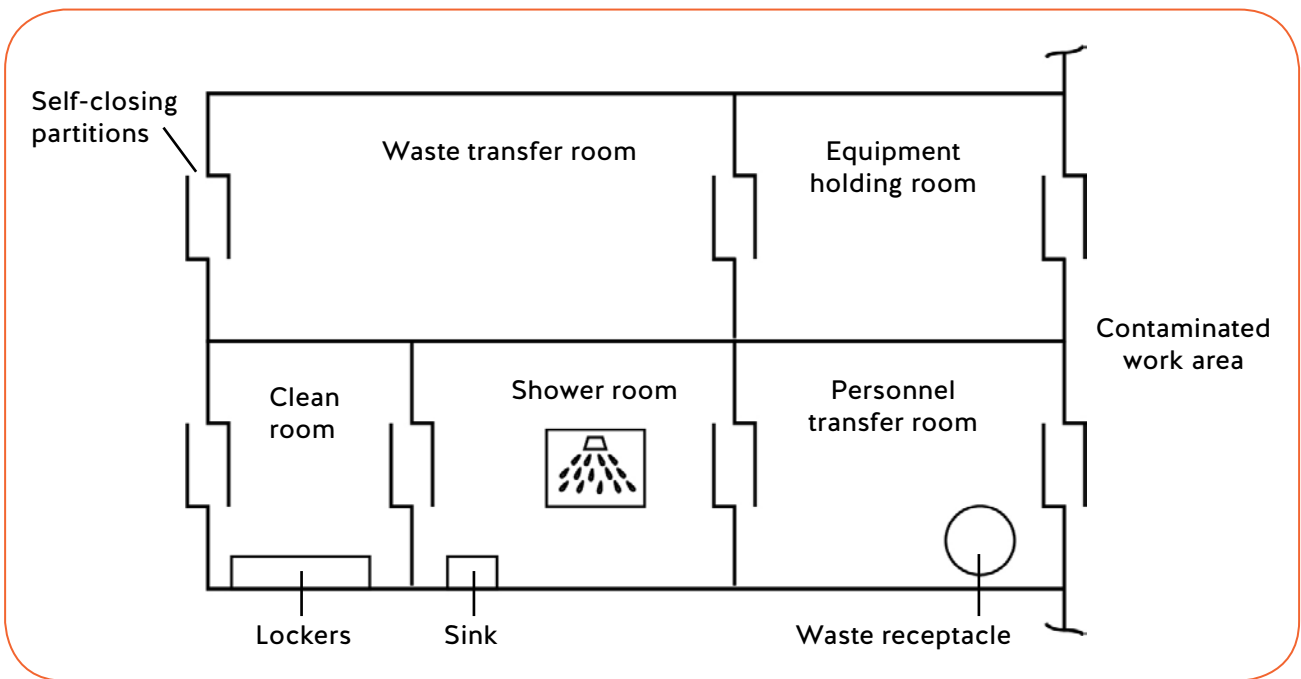 Self-closing
partitions
Waste transfer room
Equipment
holding room
Contaminated
work area
Clean
room
Shower room
Personnel
transfer room
Lockers
Sink
Waste receptacle